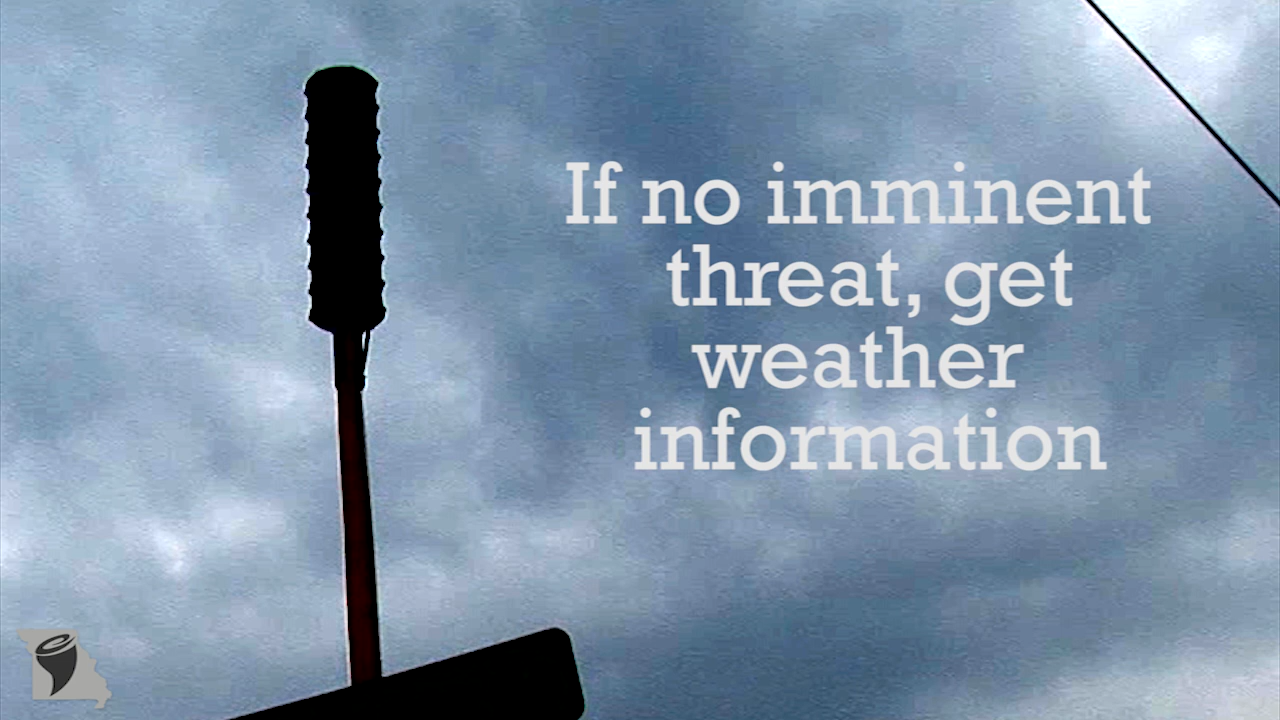 If no imminent
threat, get
weather
information